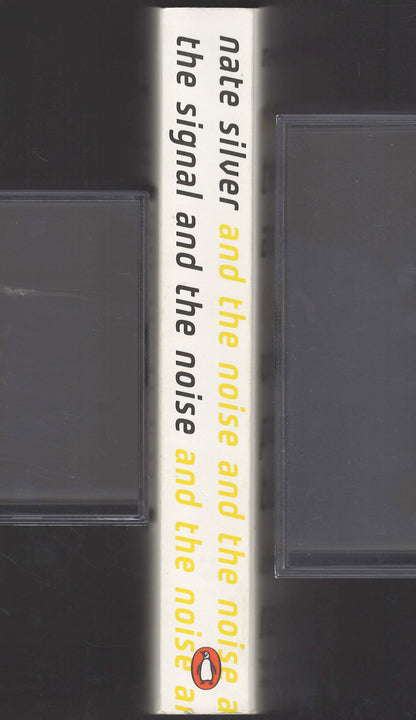 nate silver and the noise and the noise a
the signal and the noise and the noise a